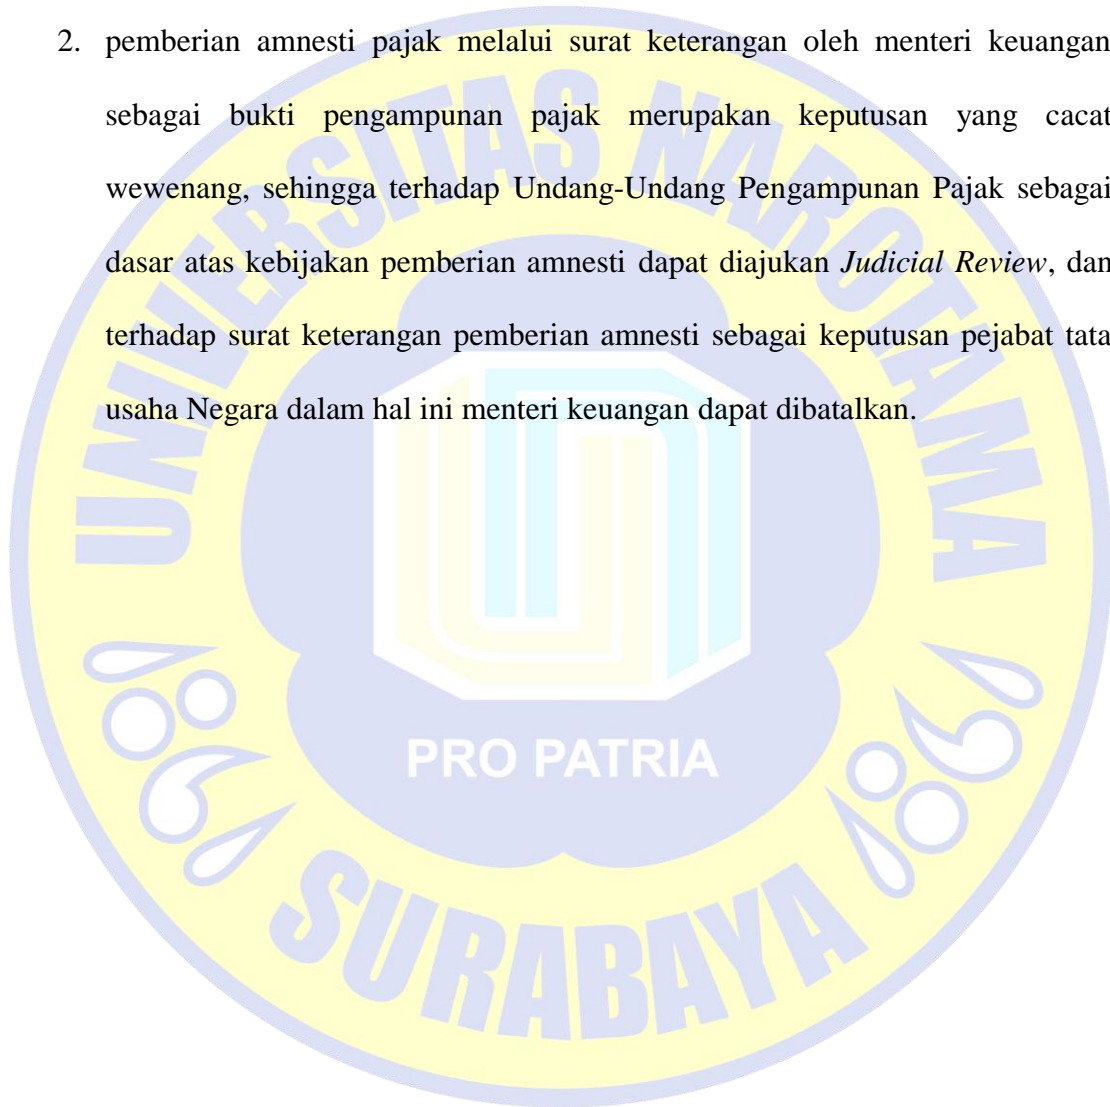 2. pemberian amnesti pajak melalui surat keterangan oleh menteri keuangan
sebagai bukti pengampunan pajak merupakan keputusan yang cacat
wewenang, sehingga terhadap Undang-Undang Pengampunan Pajak sebagai
dasar atas kebijakan pemberian amnesti dapat diajukan Judicial Review, dan
terhadap surat keterangan pemberian amnesti sebagai keputusan pejabat tata
usaha Negara dalam hal ini menteri keuangan dapat dibatalkan.
UNIVERSITAS NAROTAMA
PRO PATRIA
SURABAYA